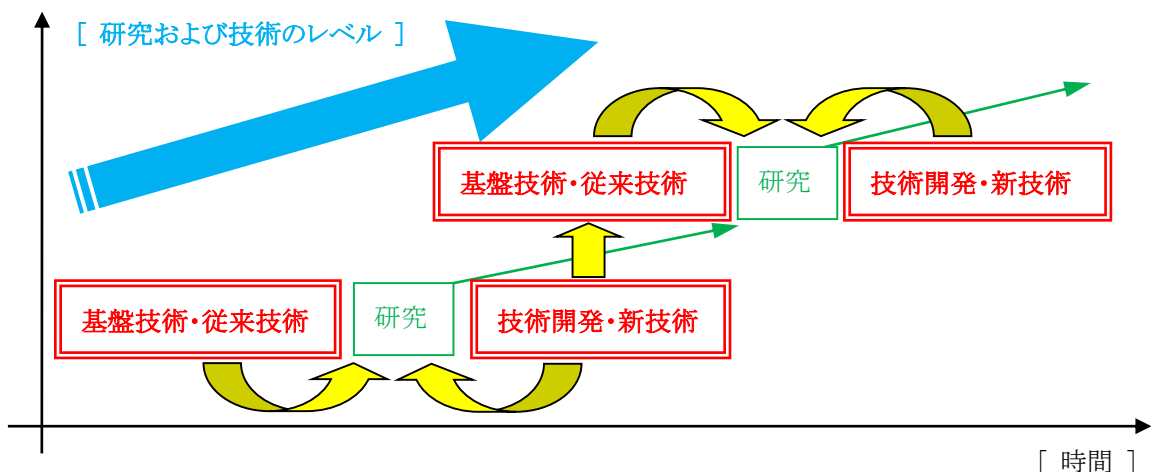 [ 研究および技術のレベル ]
基盤技術・従来技術
研究
技術開発・新技術
基盤技術・従来技術
研究
技術開発・新技術
[ 時間 ]